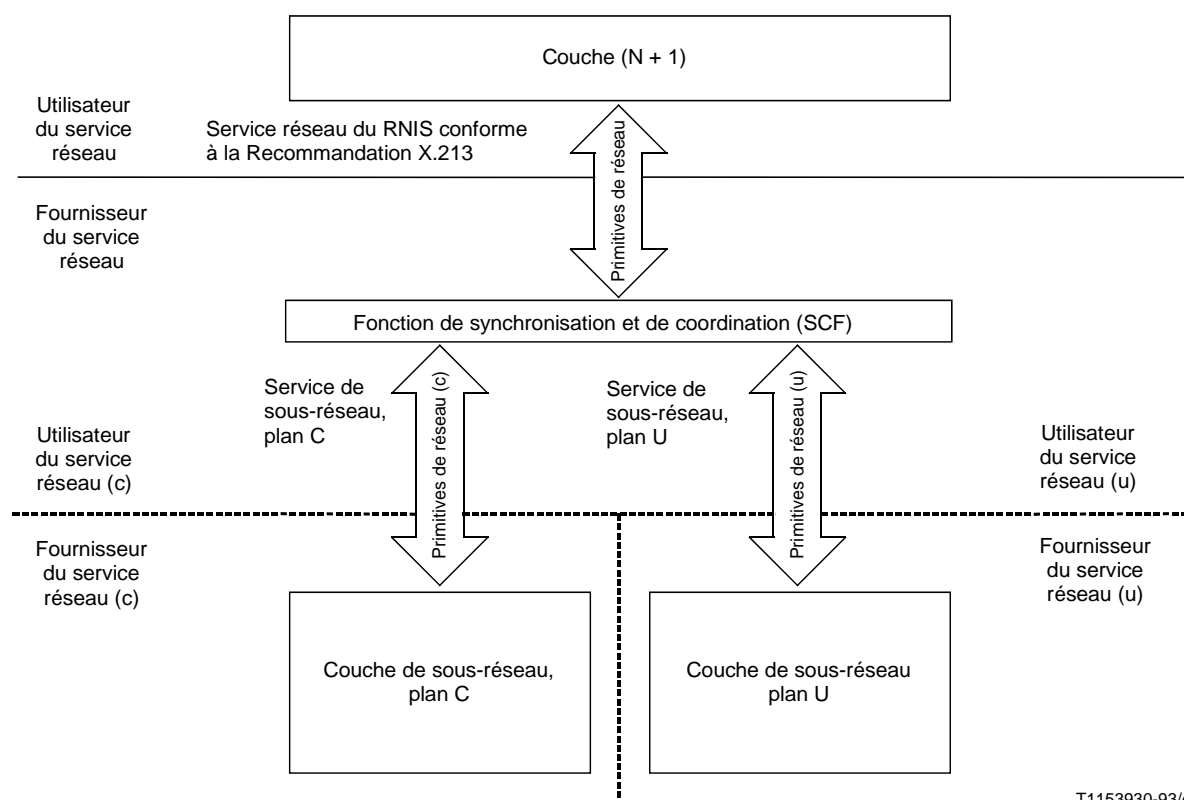 Couche (N + 1)
Utilisateur
du service
réseau
Service réseau du RNIS conforme
à la Recommandation X.213
Primitives de réseau
Fournisseur
du service
réseau
Fonction de synchronisation et de coordination (SCF)
Service de
sous-réseau,
plan C
Primitives de réseau (c)
Service de
sous-réseau,
plan U
Primitives de réseau (u)
Utilisateur
du service
réseau (c)
Utilisateur
du service
réseau (u)
Fournisseur
du service
réseau (c)
Fournisseur
du service
réseau (u)
Couche de sous-réseau,
plan C
Couche de sous-réseau
plan U
T1153930-93/